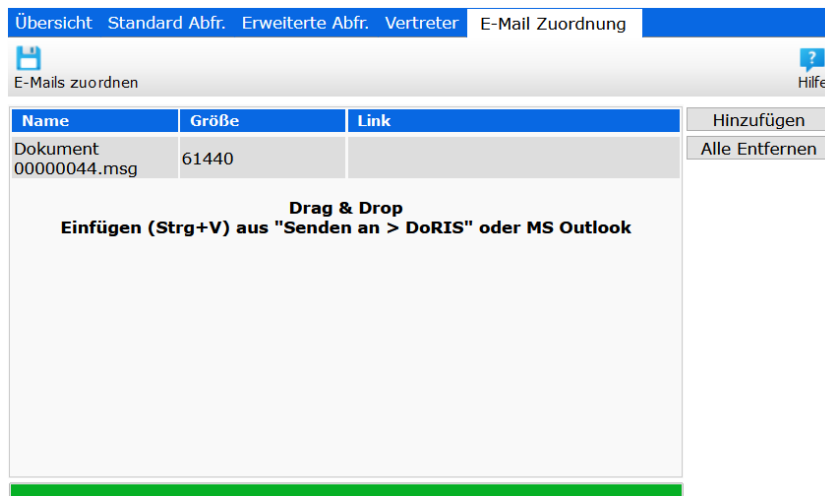 Übersicht Standard Abfr. Erweiterte Abfr. Vertreter E-Mail Zuordnung
E-Mails zuordnen
Hilfe
Name Größe Link
Hinzufügen
Dokument
00000044.msg
61440
Alle Entfernen
Drag & Drop
Einfügen (Strg+V) aus "Senden an > DoRIS" oder MS Outlook